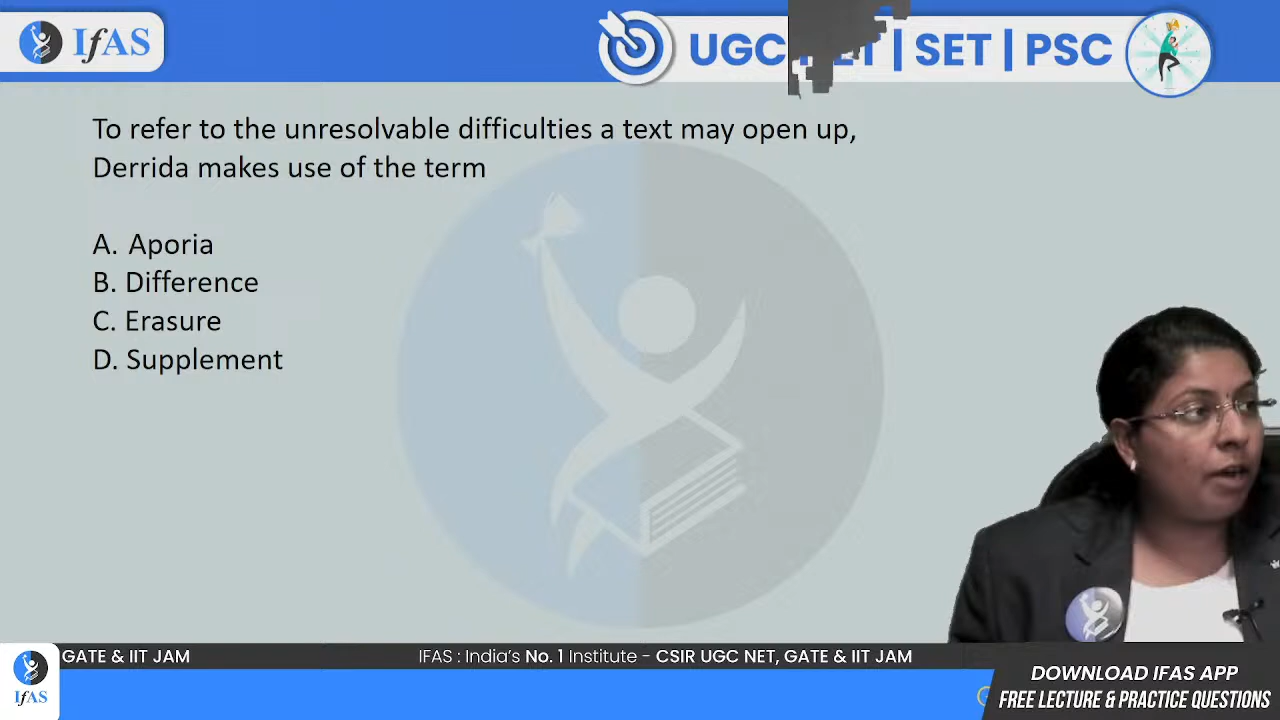 IfAS
UGC | SET | PSC
To refer to the unresolvable difficulties a text may open up,
Derrida makes use of the term
A. Aporia
B. Difference
C. Erasure
D. Supplement
GATE & IIT JAM
IFAS : India's No. 1 Institute - CSIR UGC NET, GATE & IIT JAM
IfAS
DOWNLOAD IFAS APP
FREE LECTURE & PRACTICE QUESTIONS